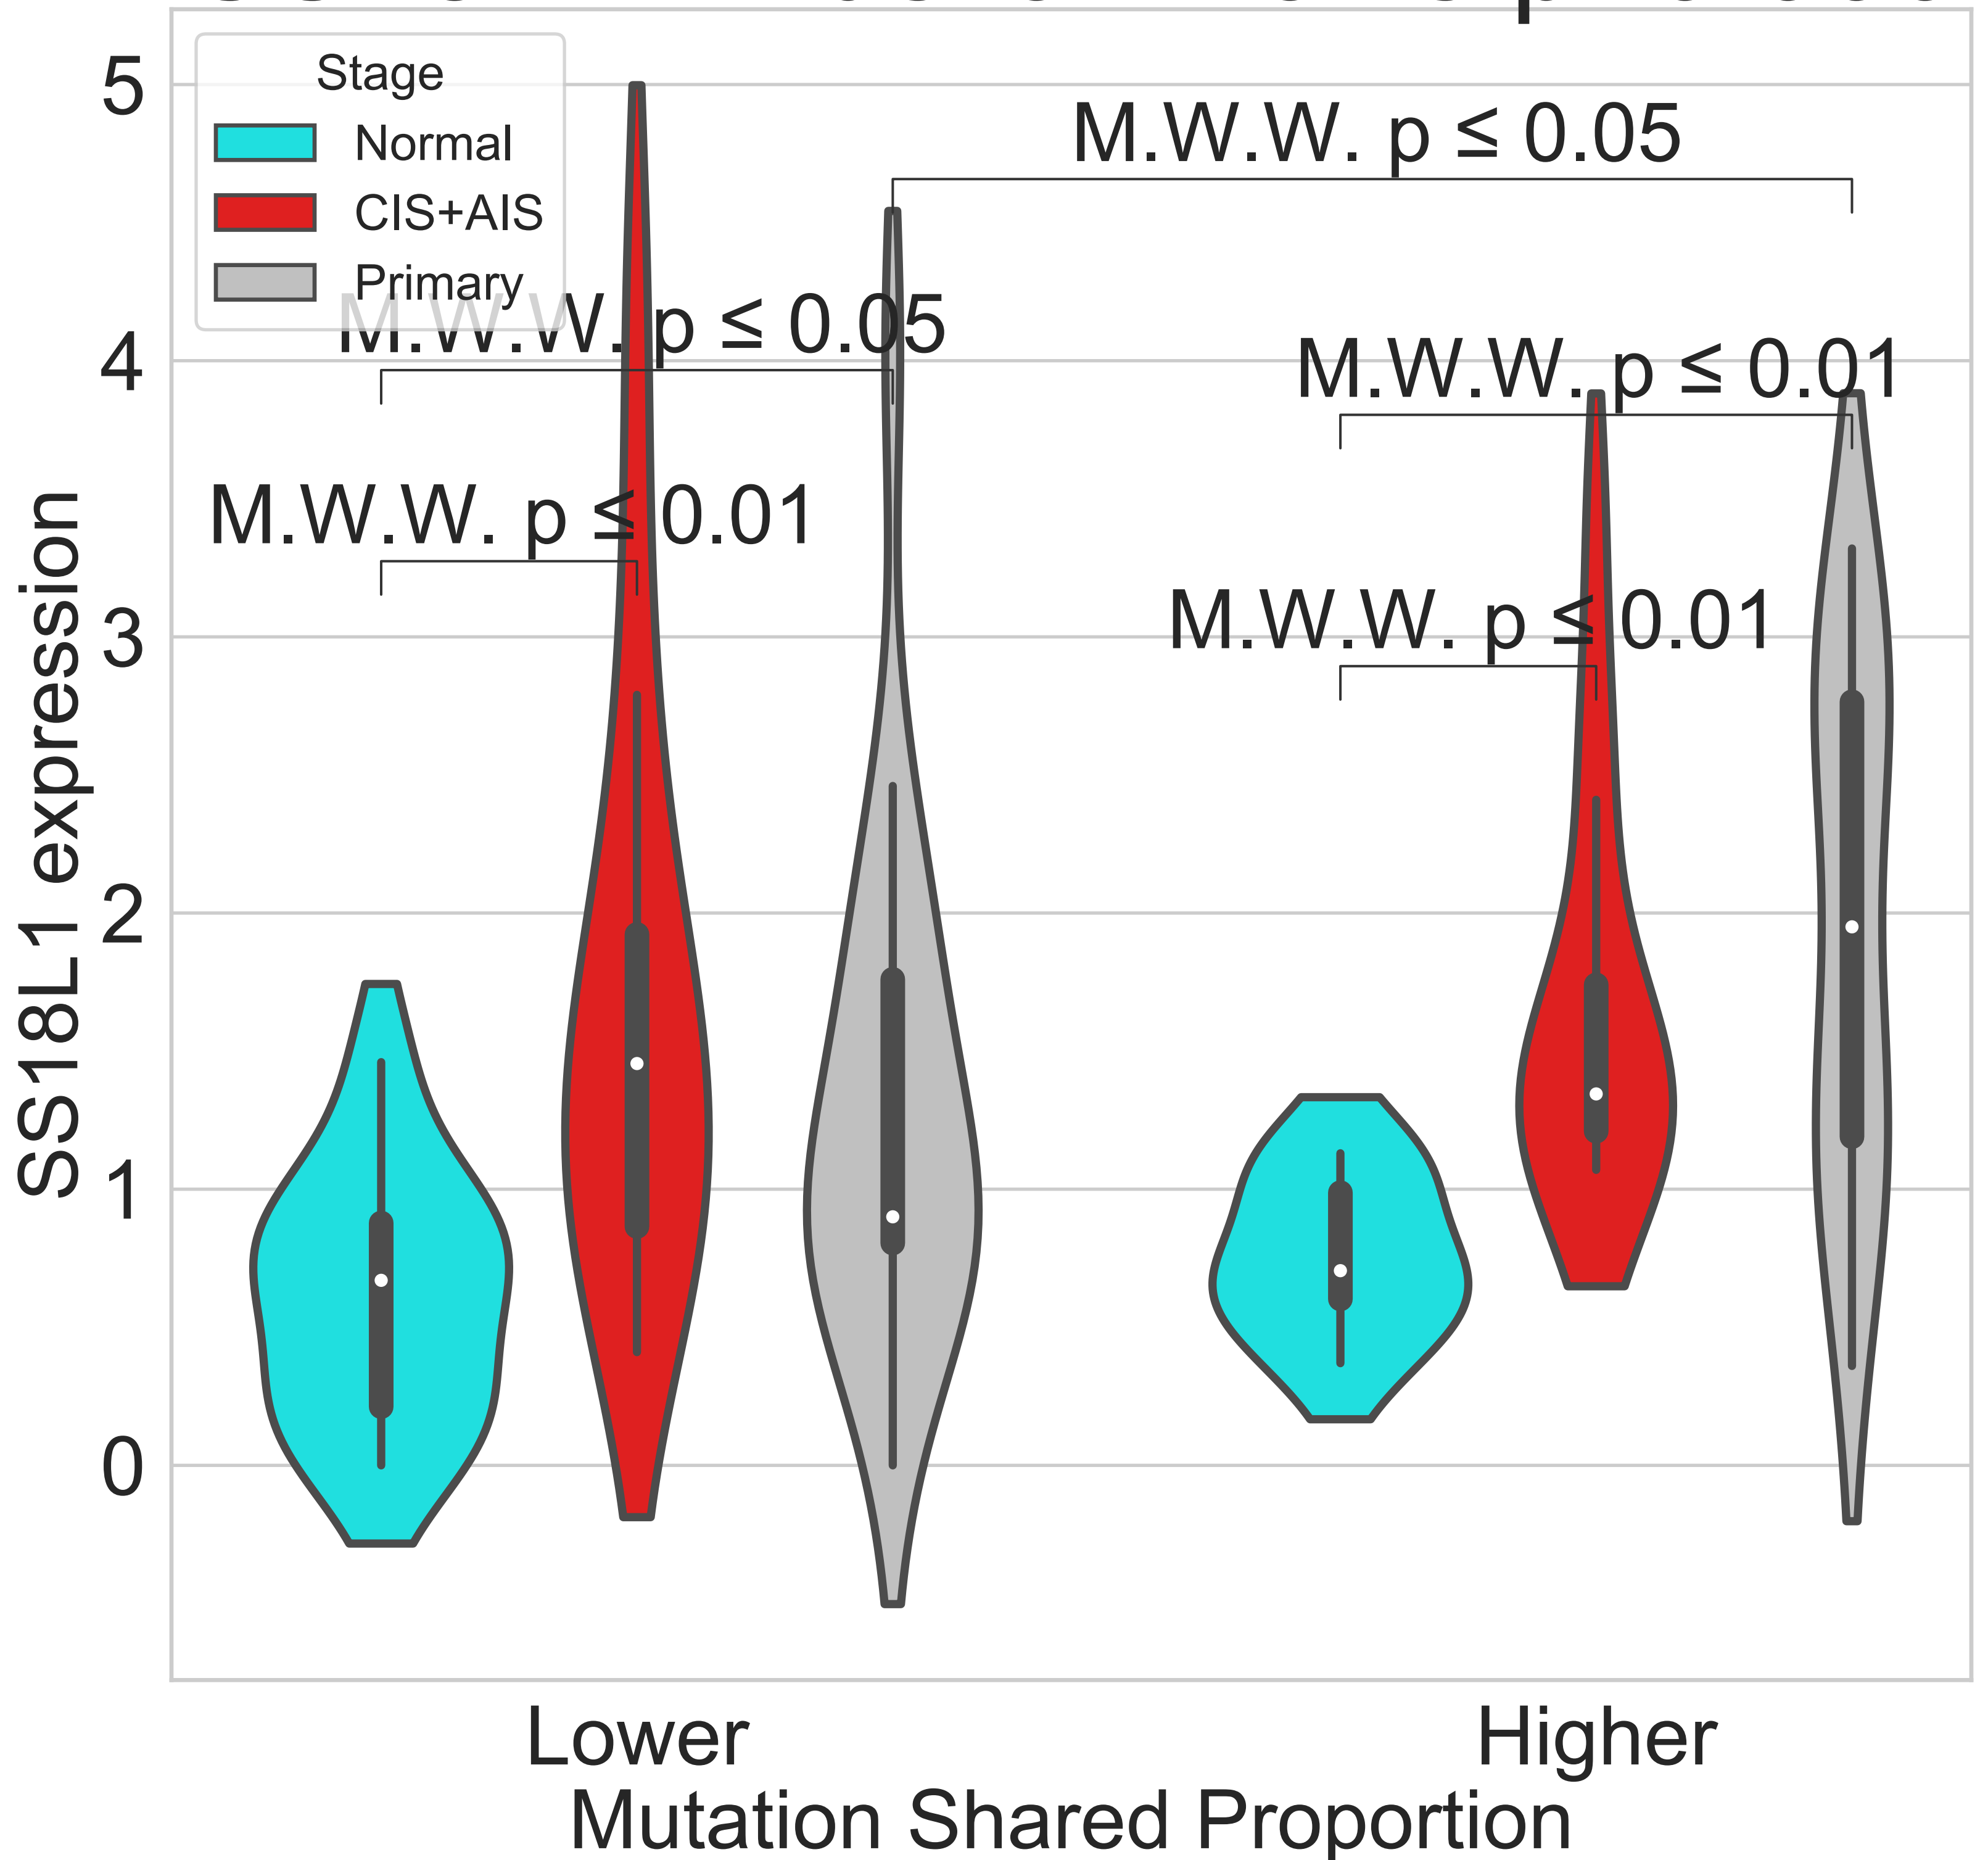 Stage
Normal
CIS+AIS
Primary
M.W.W. p ≤ 0.05
M.W.W. p ≤ 0.05
M.W.W. p ≤ 0.01
M.W.W. p ≤ 0.01
M.W.W. p ≤ 0.01
5
4
3
2
1
0
SS18L1 expression
Lower
Higher
Mutation Shared Proportion